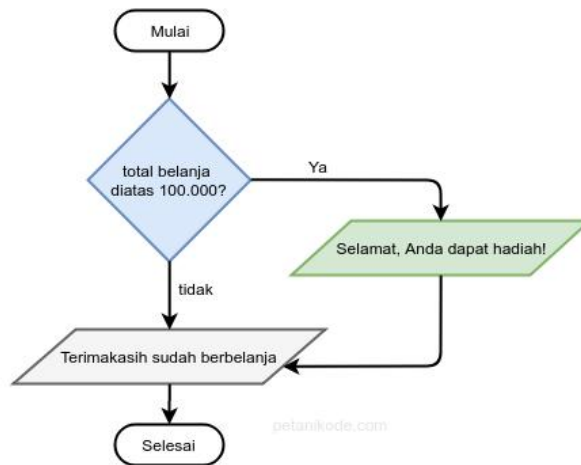 Mulai
total belanja
diatas 100.000?
Ya
Selamat, Anda dapat hadiah!
tidak
Terimakasih sudah berbelanja
petanikode.com
Selesai